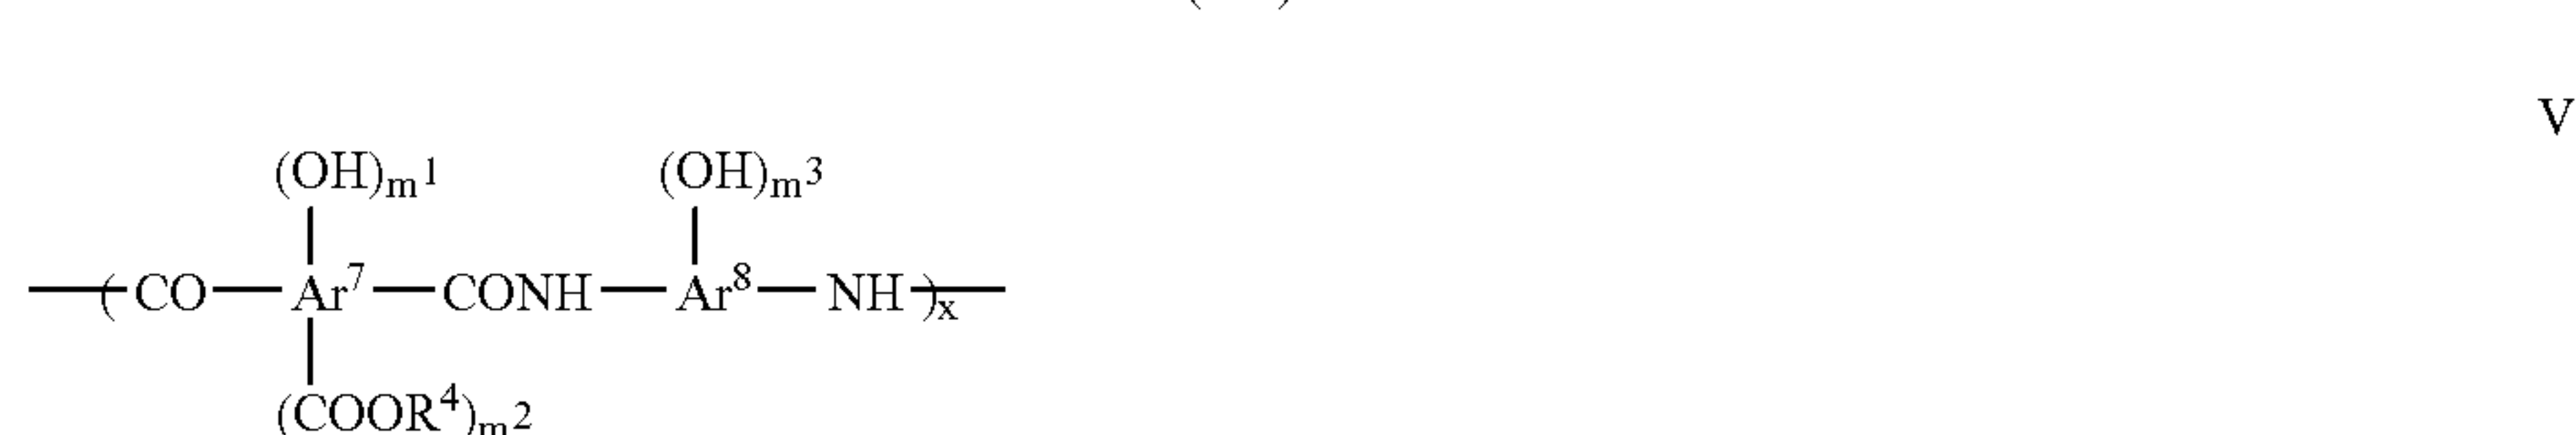 V
(OH)m1 (OH)m3
—(CO—Ar7—CONH—Ar8—NH)x—
(COOR4)m2